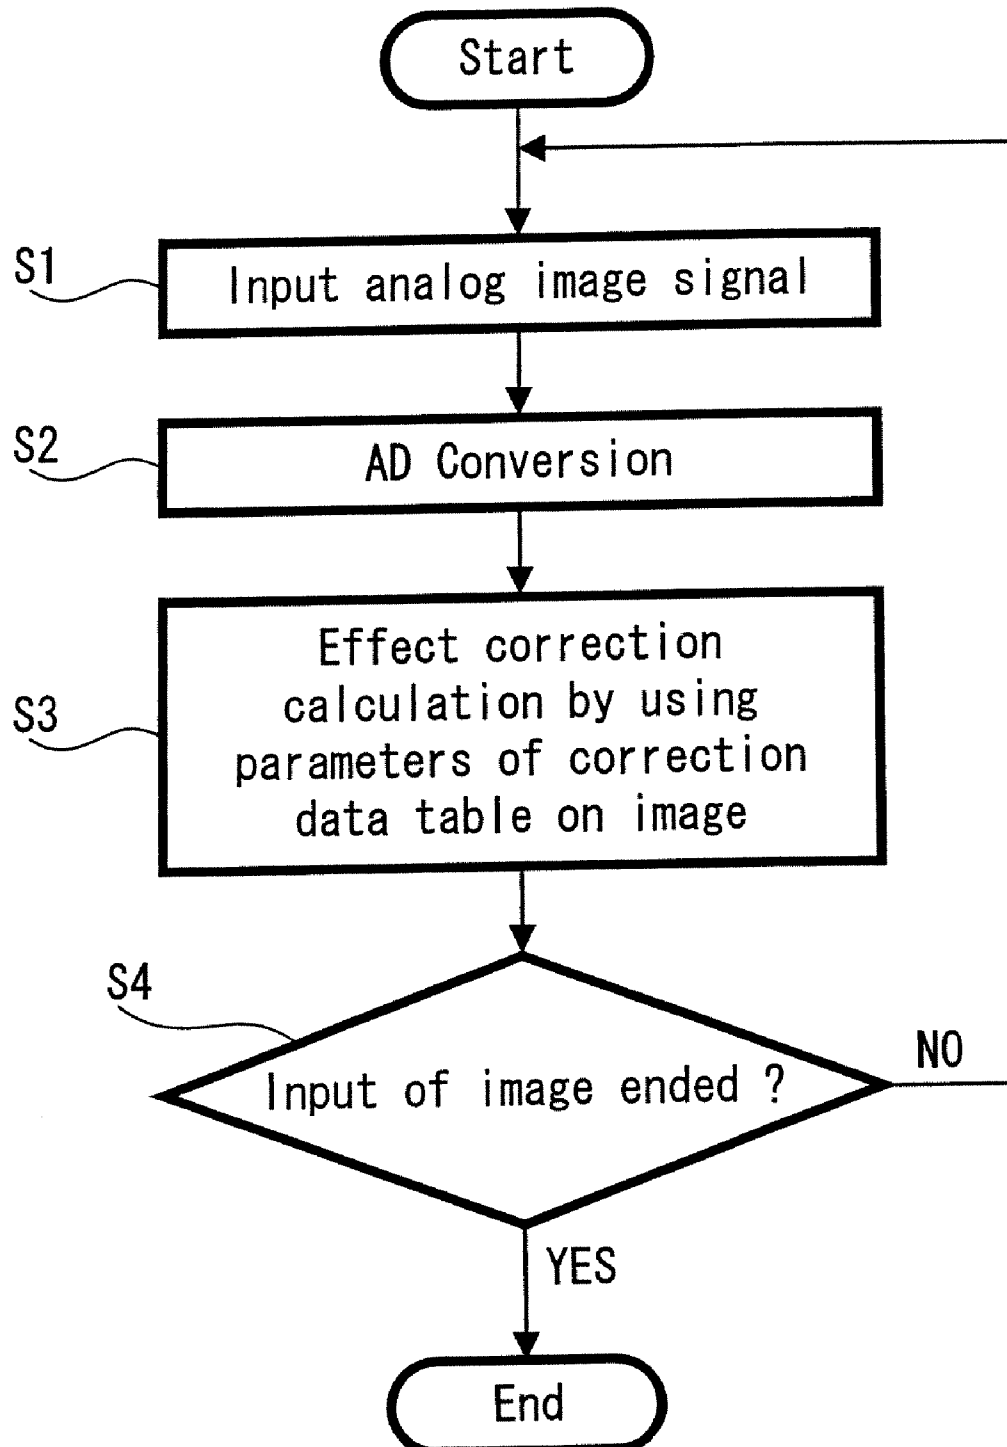 Start
S1
Input analog image signal
S2
AD Conversion
S3
Effect correction
calculation by using
parameters of correction
data table on image
S4
Input of image ended ?
NO
YES
End